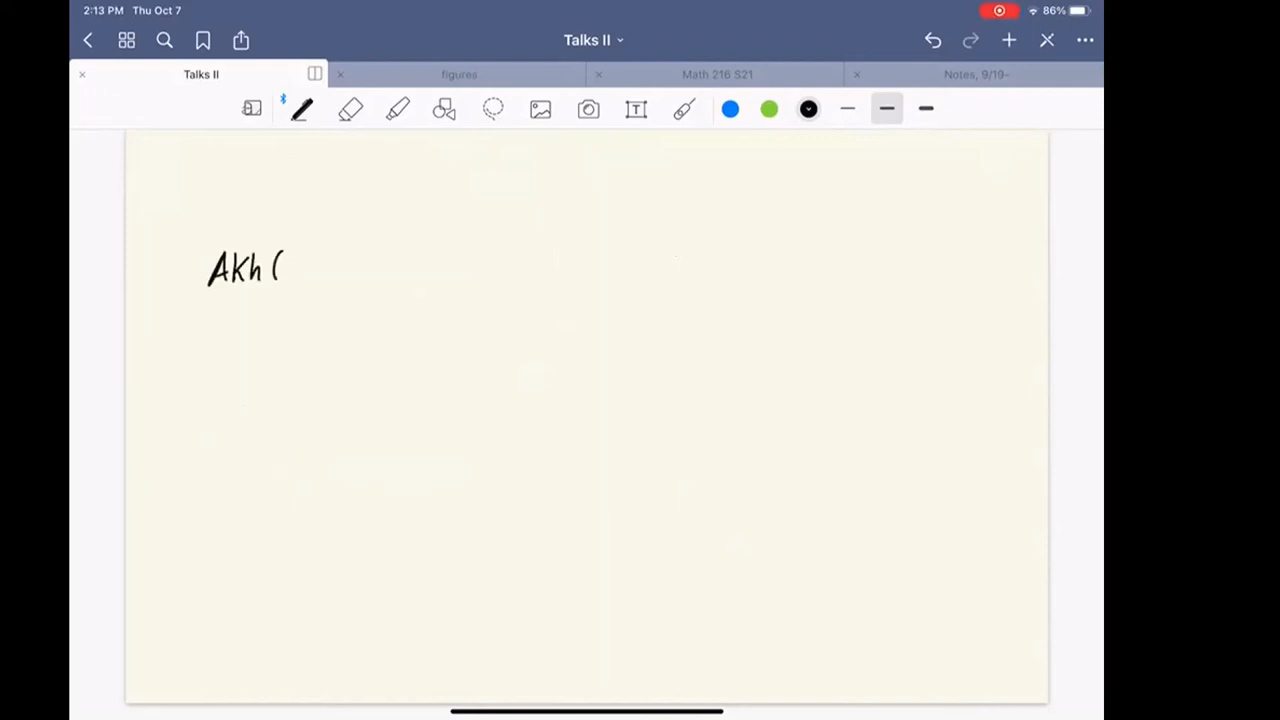 2:13 PM Thu Oct 7
86%
Talks II
Talks II
figures
Math 216 S21
Notes, 9/19-
T
AKh (